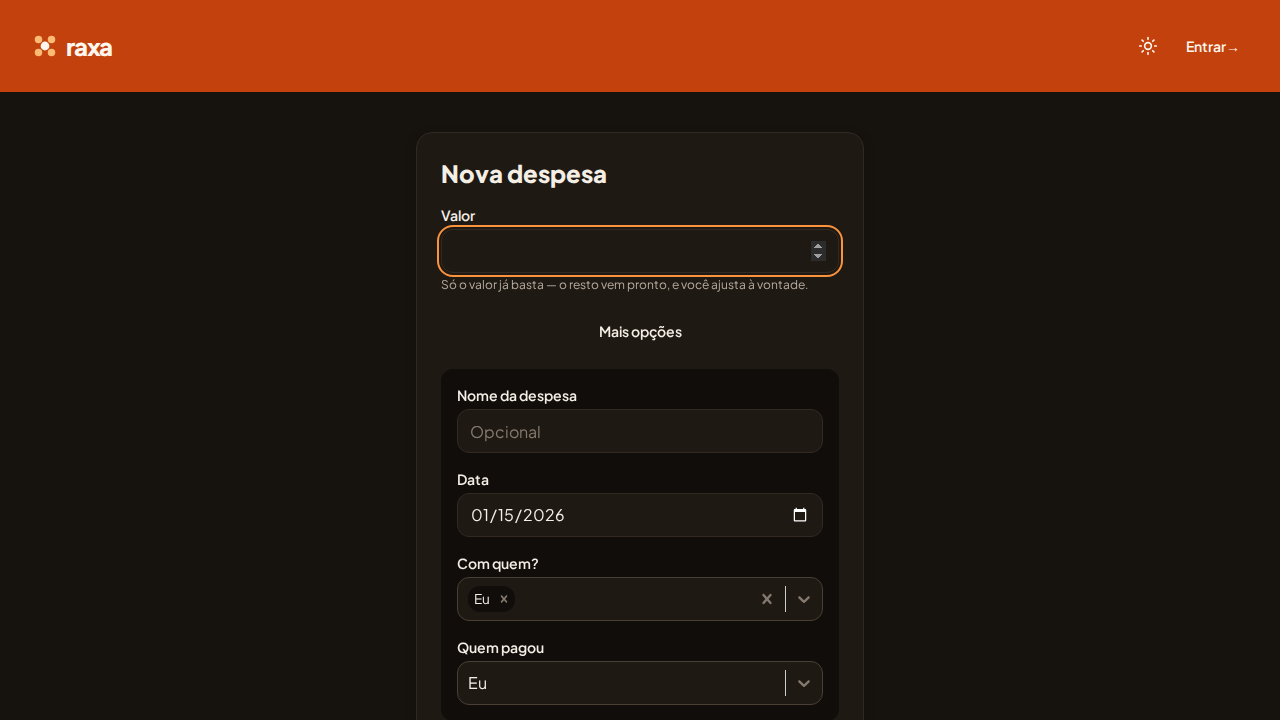 raxa
Entrar→
Nova despesa
Valor
Só o valor já basta — o resto vem pronto, e você ajusta à vontade.
Mais opções
Nome da despesa
Opcional
Data
01/15/2026
Com quem?
Eu
Quem pagou
Eu